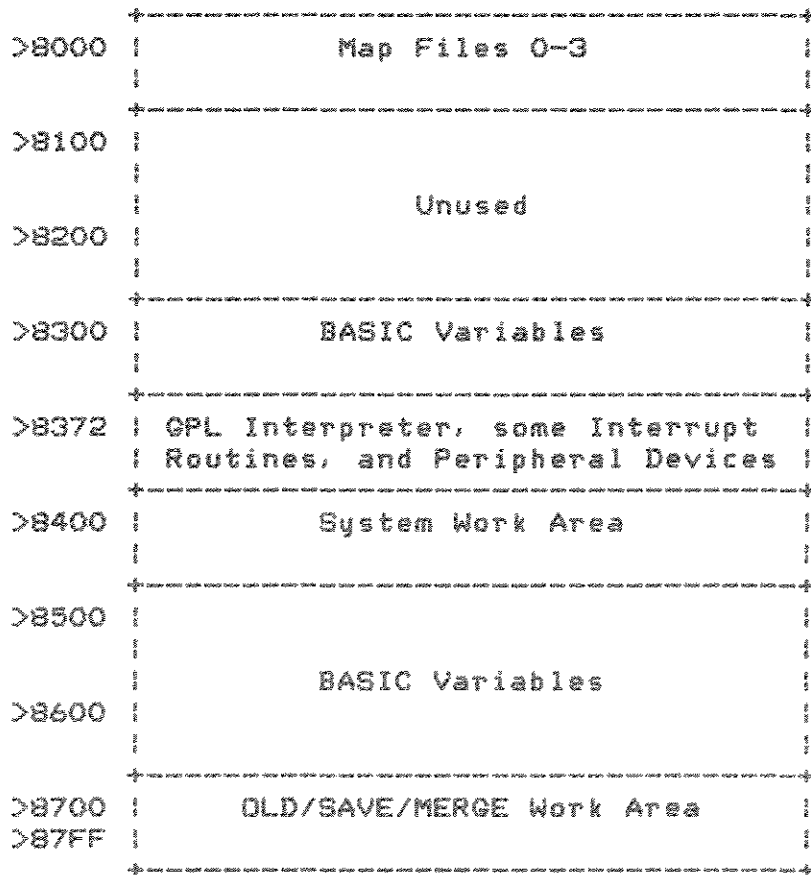 >8000 Map Files 0-3
>8100
Unused
>8200
>8300 BASIC Variables
>8372 GPL Interpreter, some Interrupt
Routines, and Peripheral Devices
>8400 System Work Area
>8500
BASIC Variables
>8600
>8700 OLD/SAVE/MERGE Work Area
>87FF